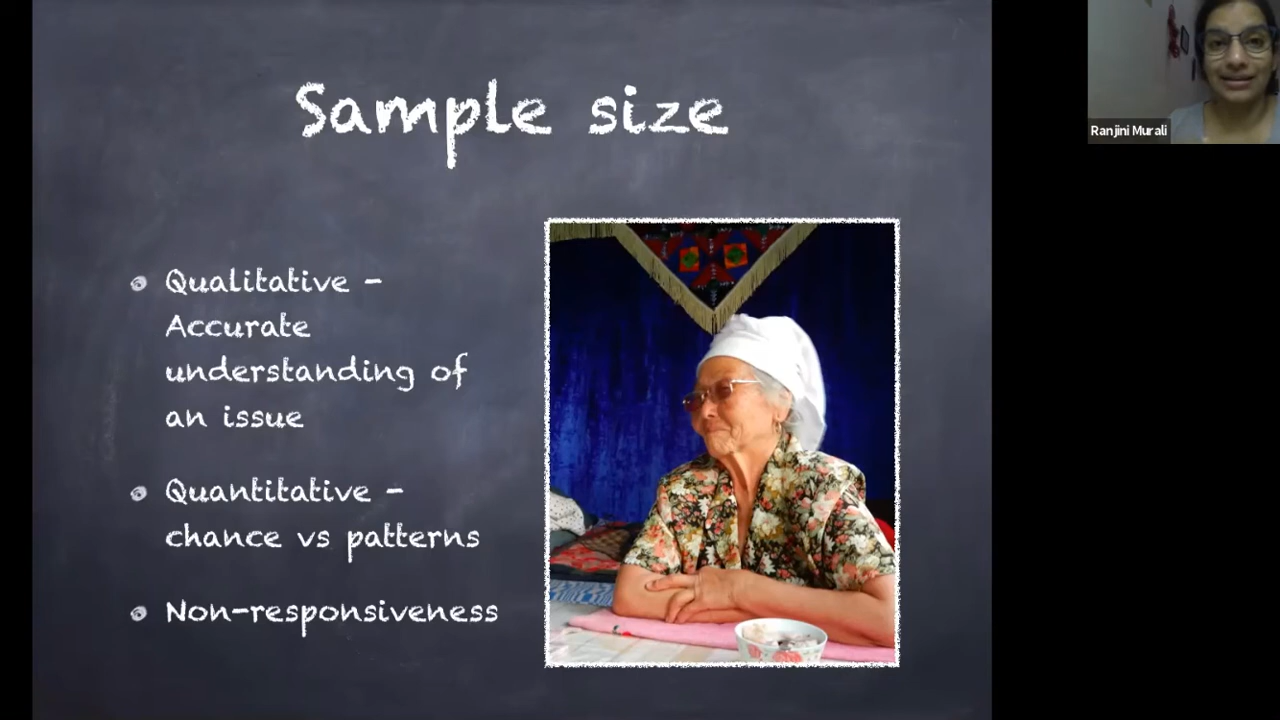 Sample size
Qualitative -
Accurate
understanding of
an issue
Quantitative -
chance vs patterns
Non-responsiveness
Ranjini Murali